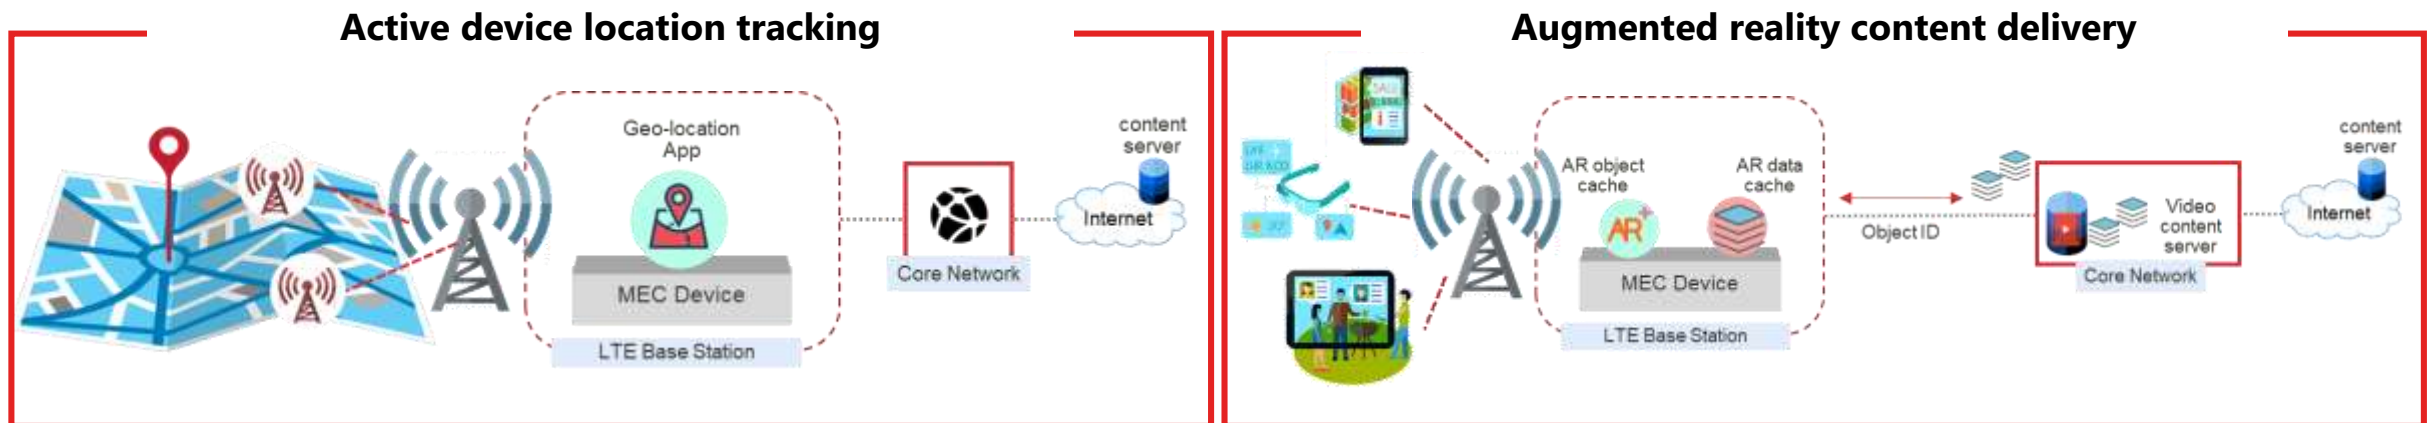 Active device location tracking
Geo-location
App
MEC Device
LTE Base Station
Core Network
content
server
Internet
Augmented reality content delivery
SALE
AR object
cache
AR data
cache
AR
MEC Device
LTE Base Station
Object ID
Video
content
server
Core Network
content
server
Internet